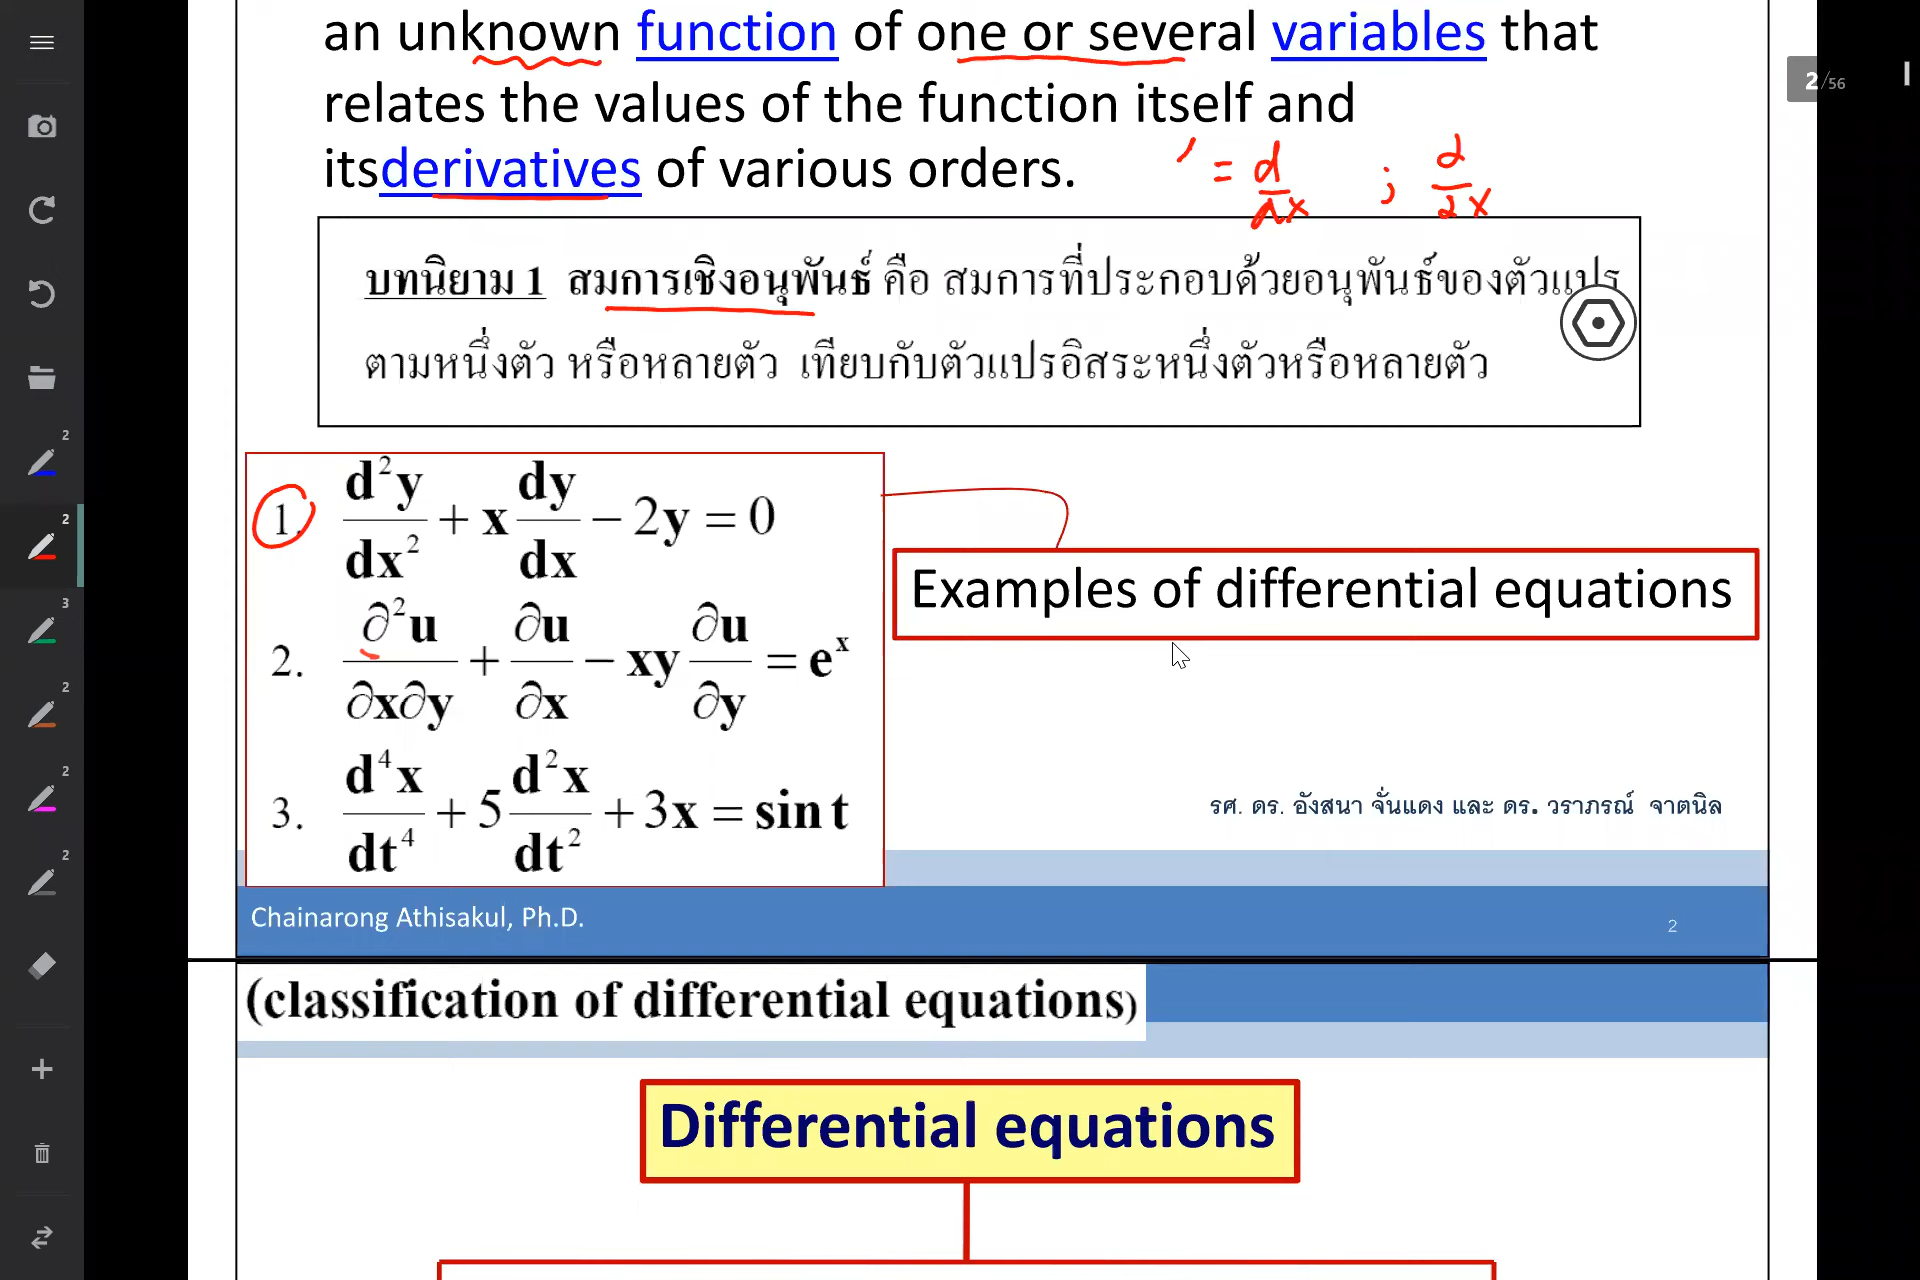 an unknown function of one or several variables that
2/56
relates the values of the function itself and
itsderivatives of various orders.
′ = d/dx ; ∂/∂x
บทนิยาม 1 สมการเชิงอนุพันธ์ คือ สมการที่ประกอบด้วยอนุพันธ์ของตัวแปร
ตามหนึ่งตัว หรือหลายตัว เทียบกับตัวแปรอิสระหนึ่งตัวหรือหลายตัว
1. d²y/dx² + x dy/dx − 2y = 0
Examples of differential equations
2. ∂²u/∂x∂y + ∂u/∂x − xy ∂u/∂y = eˣ
3. d⁴x/dt⁴ + 5 d²x/dt² + 3x = sin t
รศ. ดร. อังสนา จั่นแดง และ ดร. วราภรณ์ จาตนิล
Chainarong Athisakul, Ph.D.
2
(classification of differential equations)
Differential equations
2
2
3
2
2
2